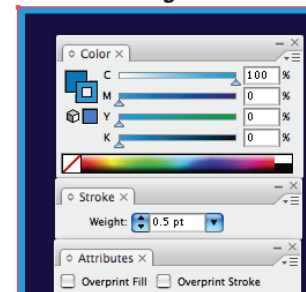 Color ×
C 100 %
M 0 %
Y 0 %
K 0 %
Stroke ×
Weight: 0.5 pt
Attributes ×
Overprint Fill Overprint Stroke